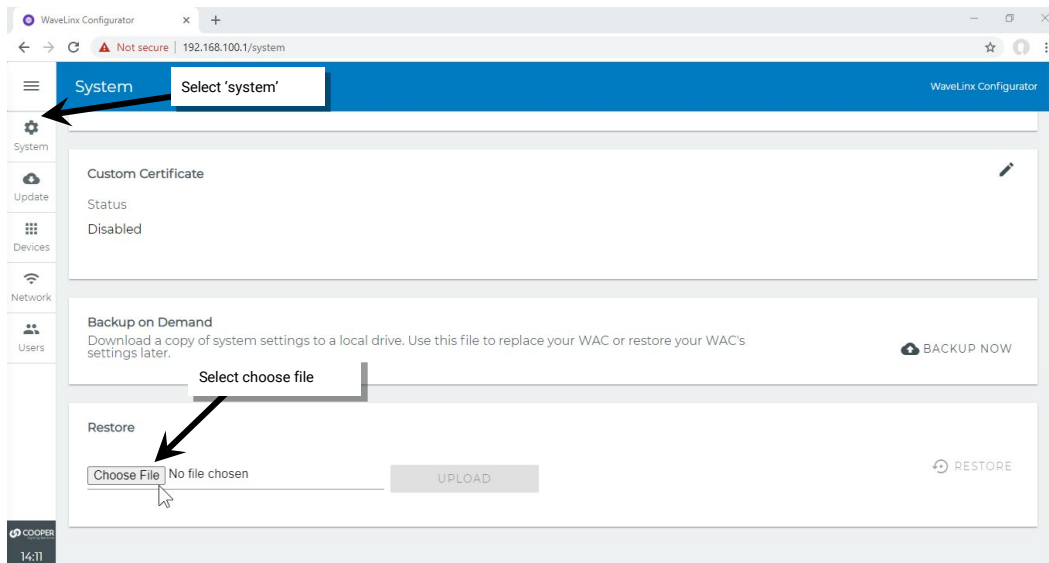 WaveLinx Configurator
Not secure | 192.168.100.1/system
System
Select ‘system’
WaveLinx Configurator
System
Update
Devices
Network
Users
Custom Certificate
Status
Disabled
Backup on Demand
Download a copy of system settings to a local drive. Use this file to replace your WAC or restore your WAC's
settings later.
BACKUP NOW
Select choose file
Restore
Choose File No file chosen
UPLOAD
RESTORE
COOPER
14:11